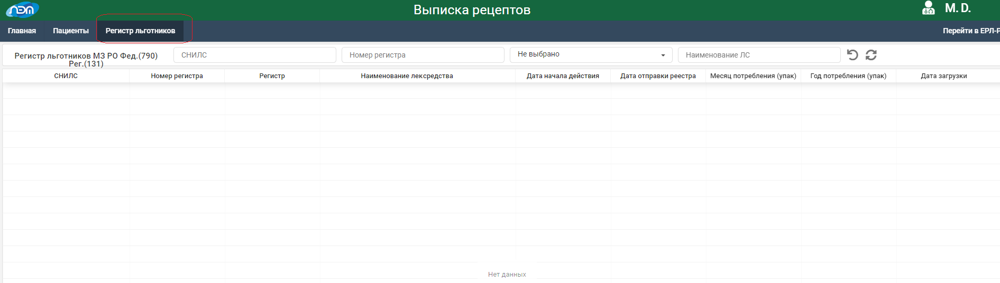 ЛЭМ
Выписка рецептов
M. D.
Главная
Пациенты
Регистр льготников
Перейти в ЕРЛ-Р
Регистр льготников МЗ РО Фед.(790)
Рег.(131)
СНИЛС
Номер регистра
Не выбрано
Наименование ЛС
СНИЛС
Номер регистра
Регистр
Наименование лексредства
Дата начала действия
Дата отправки реестра
Месяц потребления (упак)
Год потребления (упак)
Дата загрузки
Нет данных